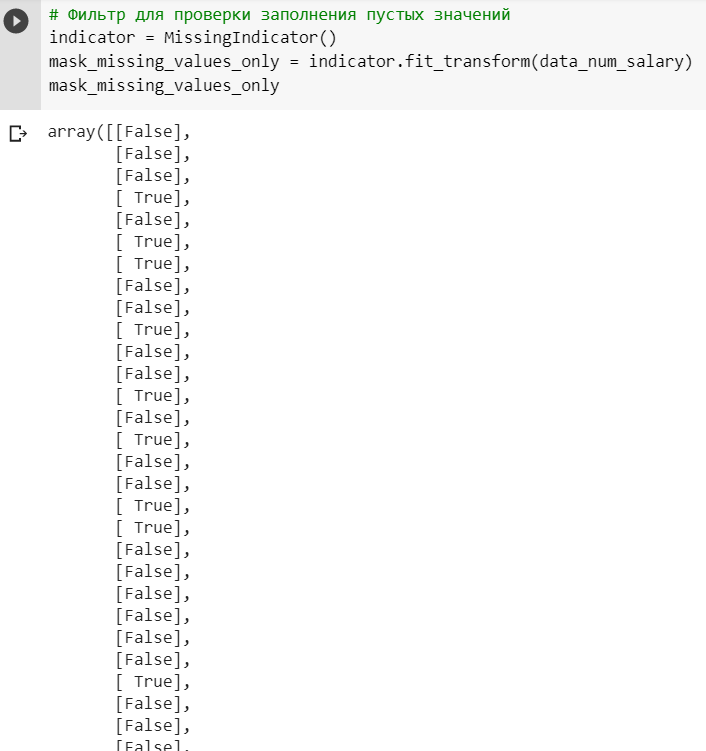 # Фильтр для проверки заполнения пустых значений
indicator = MissingIndicator()
mask_missing_values_only = indicator.fit_transform(data_num_salary)
mask_missing_values_only
array([[False],
[False],
[False],
[ True],
[False],
[ True],
[ True],
[False],
[False],
[ True],
[False],
[False],
[ True],
[False],
[ True],
[False],
[False],
[ True],
[ True],
[False],
[False],
[False],
[False],
[False],
[False],
[ True],
[False],
[False],
[False],